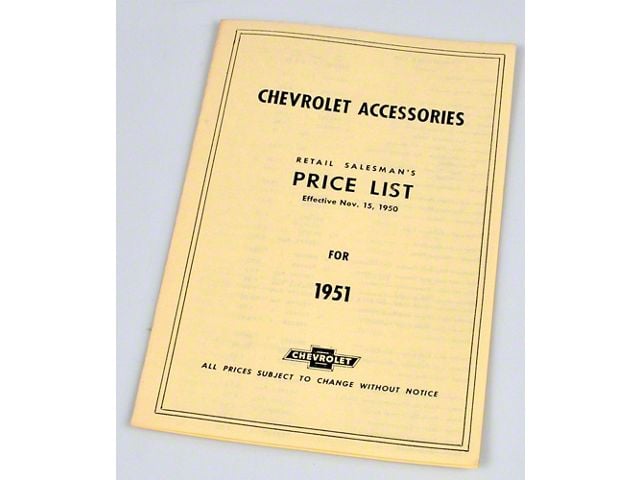 CHEVROLET ACCESSORIES
RETAIL SALESMAN'S
PRICE LIST
Effective Nov. 15, 1950
FOR
1951
CHEVROLET
ALL PRICES SUBJECT TO CHANGE WITHOUT NOTICE